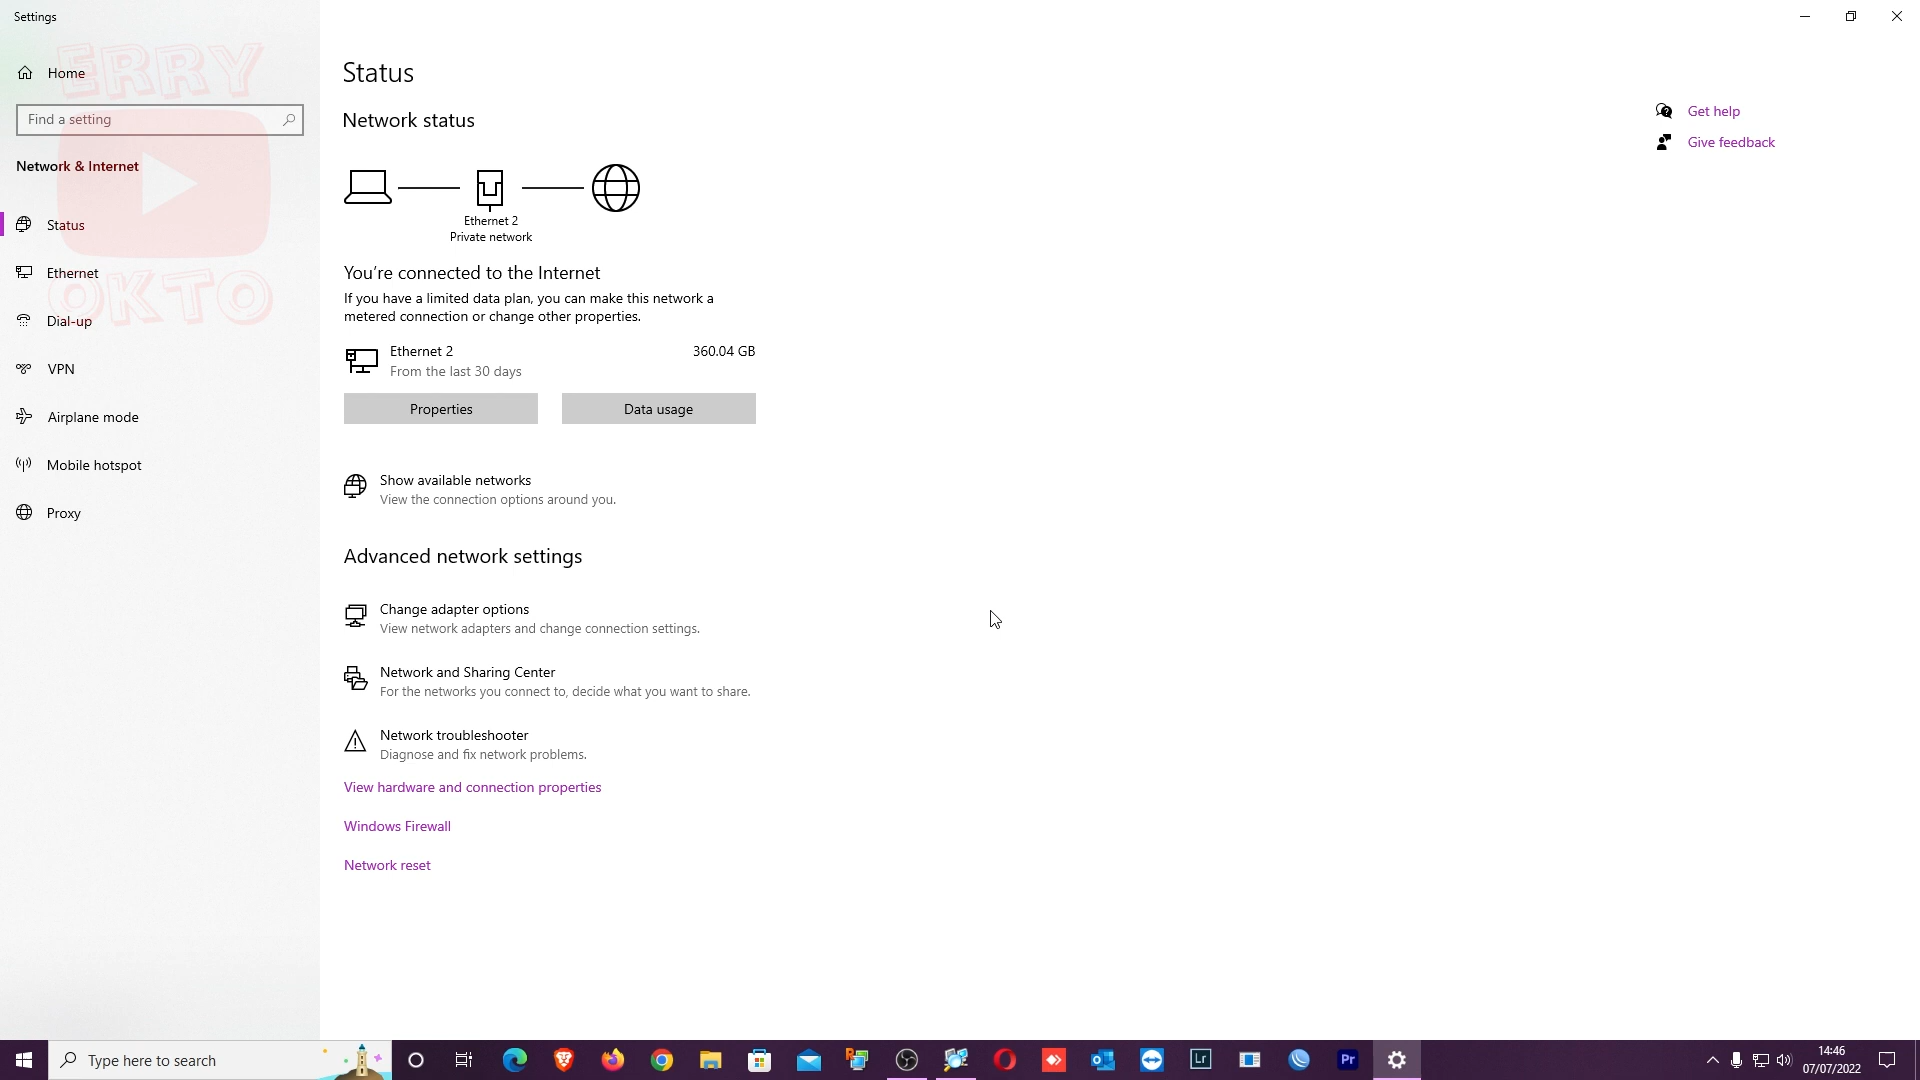 Settings
ERRY
OKTO
Home
Find a setting
Network & Internet
Status
Ethernet
Dial-up
VPN
Airplane mode
Mobile hotspot
Proxy
Status
Network status
Ethernet 2
Private network
You're connected to the Internet
If you have a limited data plan, you can make this network a
metered connection or change other properties.
Ethernet 2 360.04 GB
From the last 30 days
Properties Data usage
Show available networks
View the connection options around you.
Advanced network settings
Change adapter options
View network adapters and change connection settings.
Network and Sharing Center
For the networks you connect to, decide what you want to share.
Network troubleshooter
Diagnose and fix network problems.
View hardware and connection properties
Windows Firewall
Network reset
Get help
Give feedback
Type here to search
Lr
Pr
14:46
07/07/2022